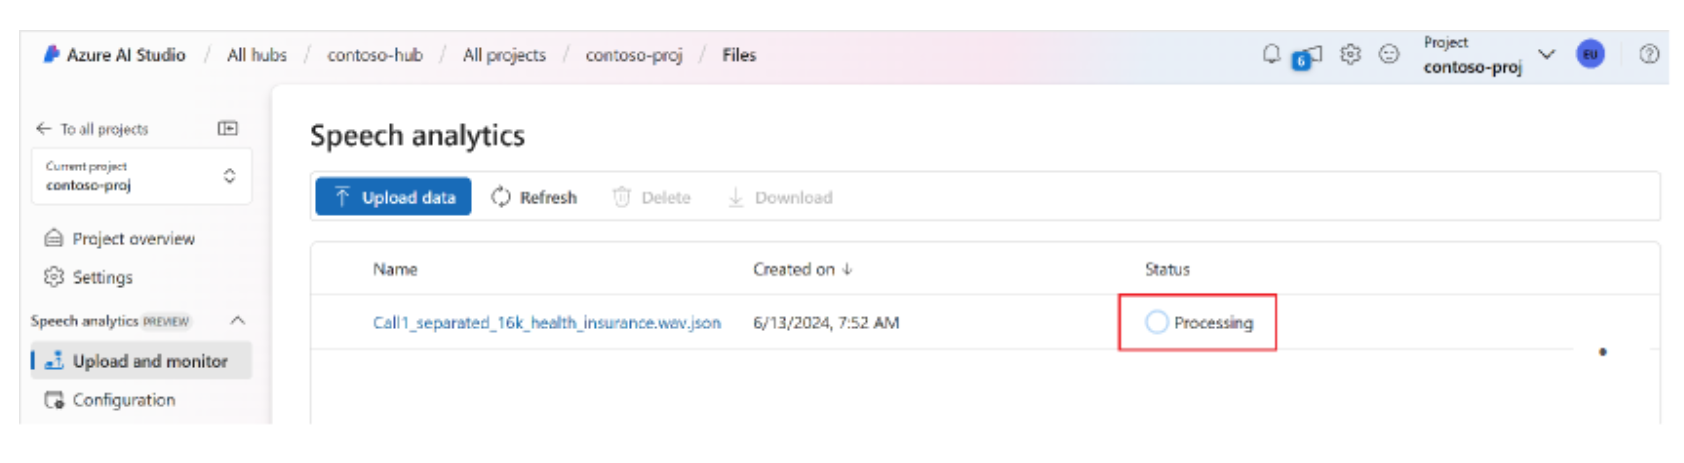 Azure AI Studio / All hubs / contoso-hub / All projects / contoso-proj / Files
6
Project
contoso-proj
EU
← To all projects
Current project
contoso-proj
Project overview
Settings
Speech analytics PREVIEW
Upload and monitor
Configuration
Speech analytics
Upload data Refresh Delete Download
Name Created on ↓ Status
Call1_separated_16k_health_insurance.wav.json 6/13/2024, 7:52 AM Processing